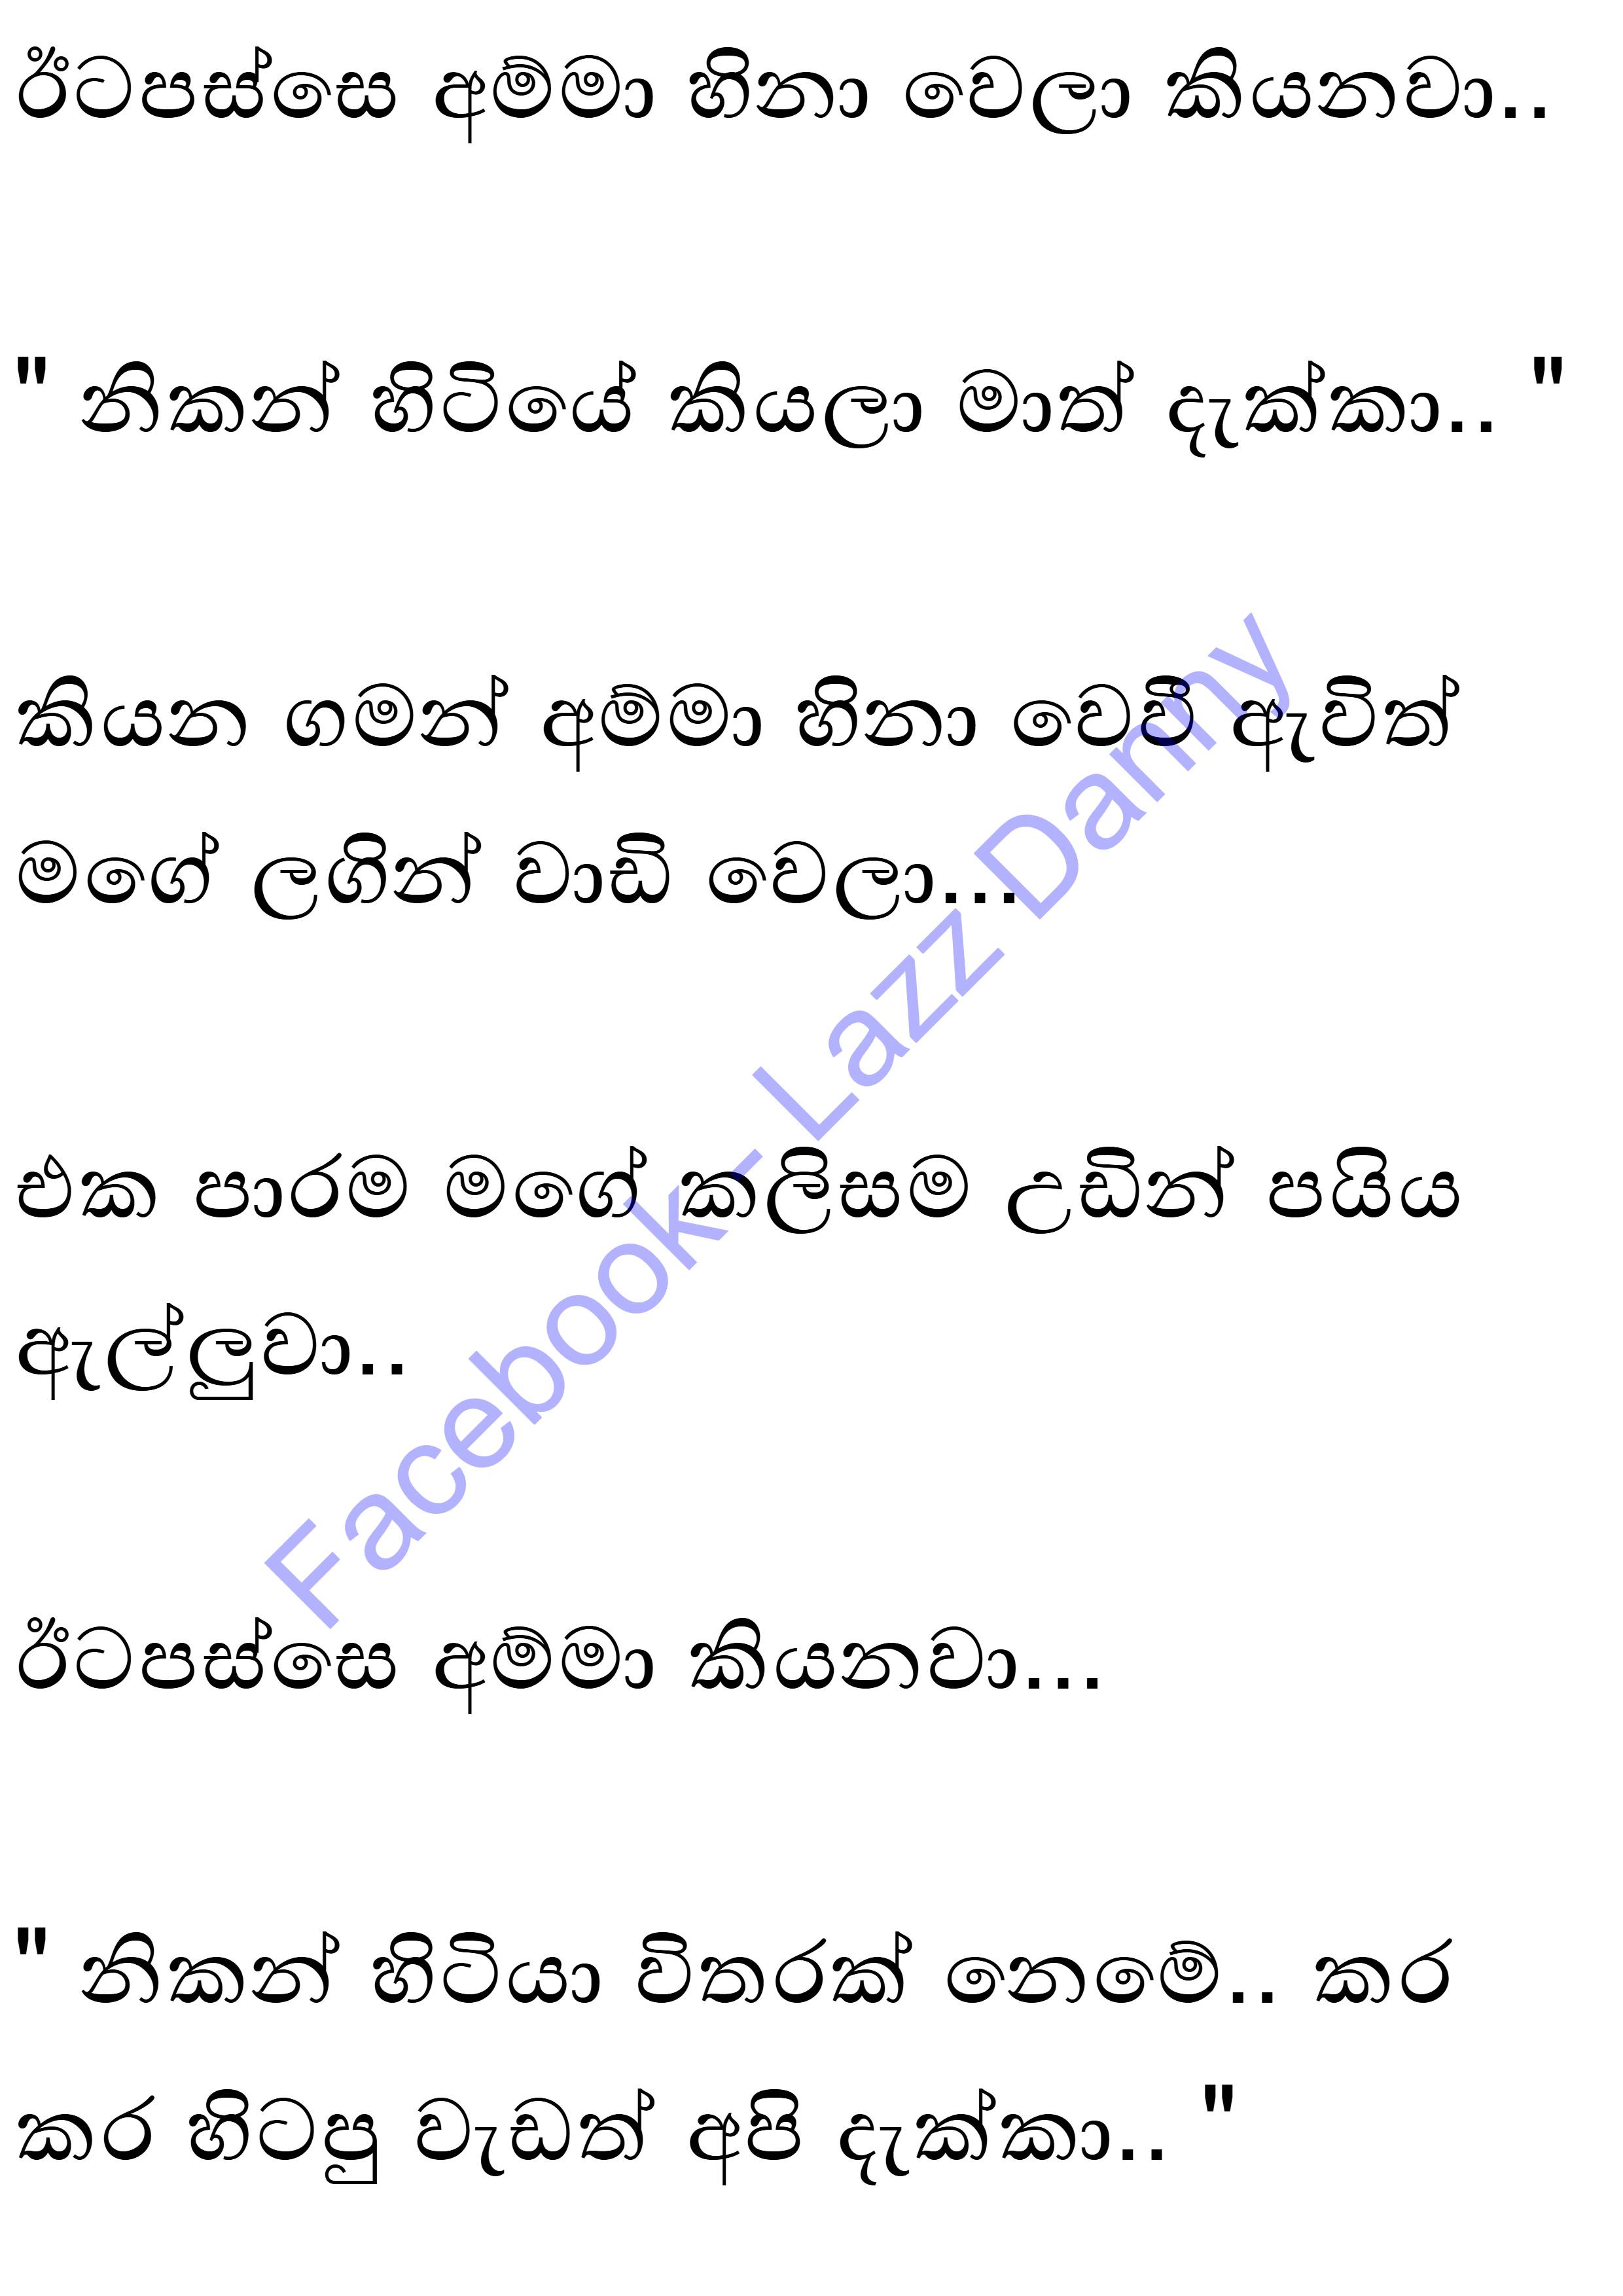 ඊටපස්සෙ අම්මා හිනා වෙලා කියනවා..
" නිකන් හිටියේ කියලා මාත් දැක්කා.. "
කියන ගමන් අම්මා හිනා වෙවී ඇවිත්
මගේ ලගින් වාඩි වෙලා...
එක පාරම මගේ කලිසම උඩින් පයිය
ඇල්ලුවා..
ඊටපස්සෙ අම්මා කියනවා...
" නිකන් හිටියා විතරක් නෙමේ.. කර
කර හිටපු වැඩත් අපි දැක්කා.. "
Facebook- Lazz Danny